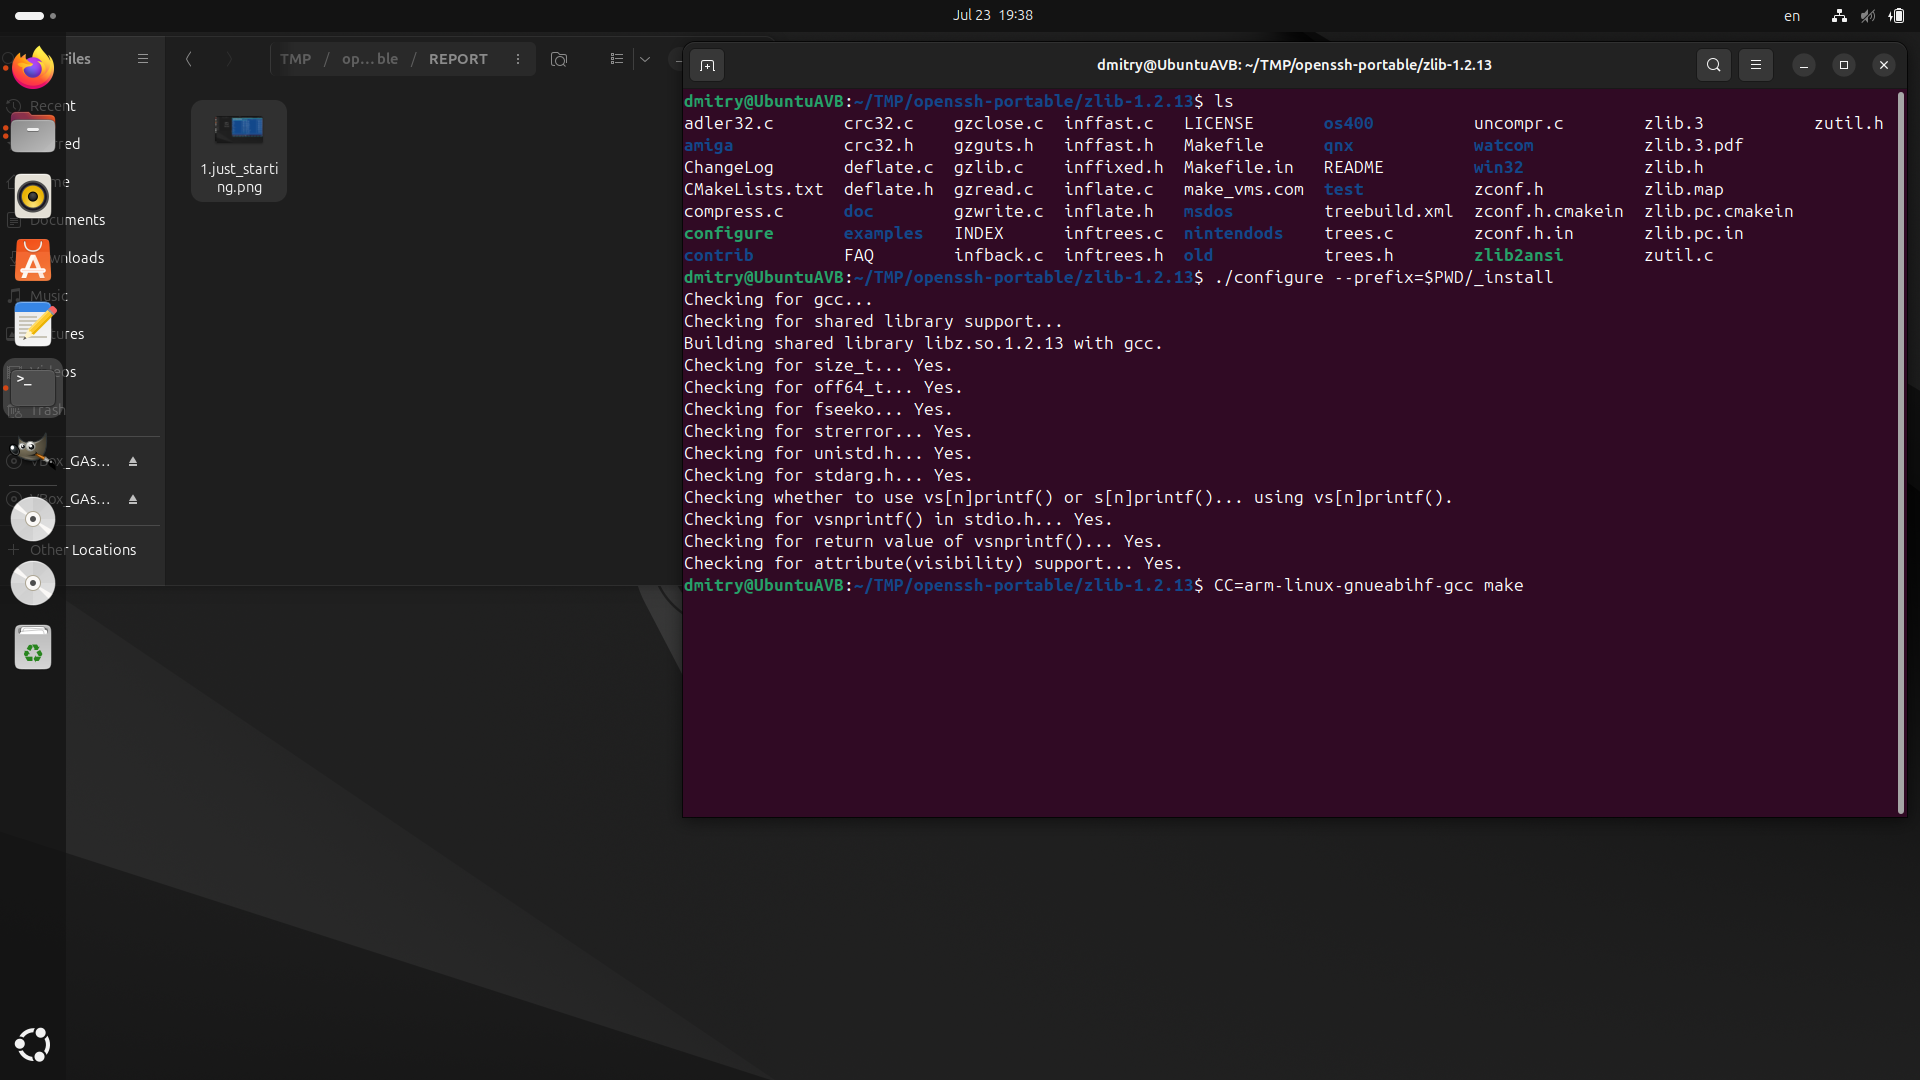 Jul 23 19:38
en
Files
Recent
Documents
Music
Trash
VBox_GAs...
VBox_GAs...
Other Locations
TMP / op...ble / REPORT
1.just_starti
ng.png
dmitry@UbuntuAVB: ~/TMP/openssh-portable/zlib-1.2.13
dmitry@UbuntuAVB:~/TMP/openssh-portable/zlib-1.2.13$ ls
adler32.c crc32.c gzclose.c inffast.c LICENSE os400 uncompr.c zlib.3 zutil.h
amiga crc32.h gzguts.h inffast.h Makefile qnx watcom zlib.3.pdf
ChangeLog deflate.c gzlib.c inffixed.h Makefile.in README win32 zlib.h
CMakeLists.txt deflate.h gzread.c inflate.c make_vms.com test zconf.h zlib.map
compress.c doc gzwrite.c inflate.h msdos treebuild.xml zconf.h.cmakein zlib.pc.cmakein
configure examples INDEX inftrees.c nintendods trees.c zconf.h.in zlib.pc.in
contrib FAQ infback.c inftrees.h old trees.h zlib2ansi zutil.c
dmitry@UbuntuAVB:~/TMP/openssh-portable/zlib-1.2.13$ ./configure --prefix=$PWD/_install
Checking for gcc...
Checking for shared library support...
Building shared library libz.so.1.2.13 with gcc.
Checking for size_t... Yes.
Checking for off64_t... Yes.
Checking for fseeko... Yes.
Checking for strerror... Yes.
Checking for unistd.h... Yes.
Checking for stdarg.h... Yes.
Checking whether to use vs[n]printf() or s[n]printf()... using vs[n]printf().
Checking for vsnprintf() in stdio.h... Yes.
Checking for return value of vsnprintf()... Yes.
Checking for attribute(visibility) support... Yes.
dmitry@UbuntuAVB:~/TMP/openssh-portable/zlib-1.2.13$ CC=arm-linux-gnueabihf-gcc make